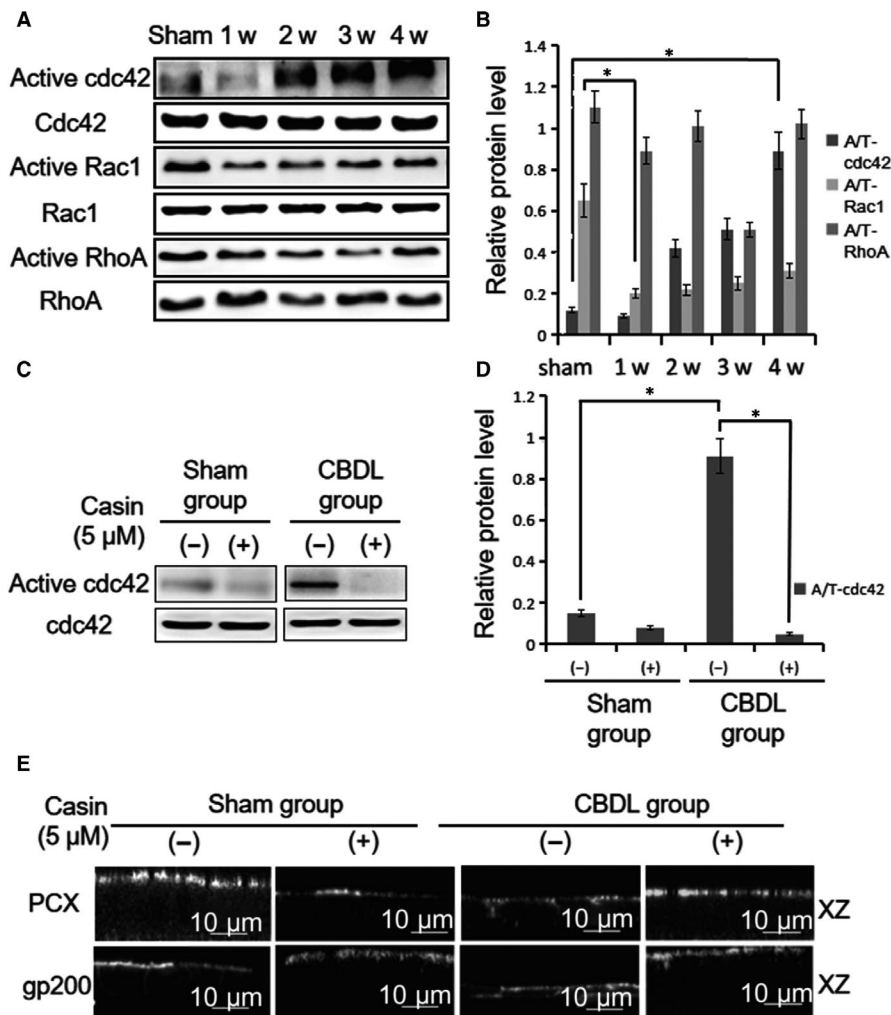 A
Sham 1 w 2 w 3 w 4 w
Active cdc42
Cdc42
Active Rac1
Rac1
Active RhoA
RhoA
B
Relative protein level
1.4
1.2
1
0.8
0.6
0.4
0.2
0
* *
sham 1 w 2 w 3 w 4 w
A/T-
cdc42
A/T-
Rac1
A/T-
RhoA
C
Sham
group
CBDL
group
Casin
(5 µM)
(−) (+) (−) (+)
Active cdc42
cdc42
D
Relative protein level
1.2
1
0.8
0.6
0.4
0.2
0
* *
A/T-cdc42
(−) (+) (−) (+)
Sham
group
CBDL
group
E
Casin
(5 µM)
Sham group CBDL group
(−) (+) (−) (+)
PCX 10 µm 10 µm 10 µm 10 µm XZ
gp200 10 µm 10 µm 10 µm 10 µm XZ